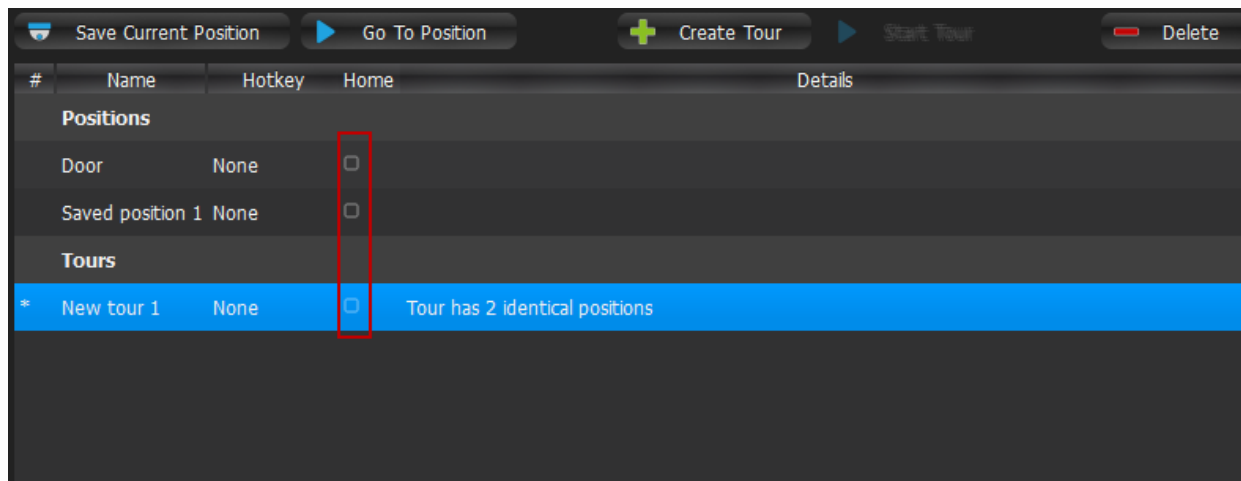 Save Current Position Go To Position Create Tour Start Tour Delete
# Name Hotkey Home Details
Positions
Door None
Saved position 1 None
Tours
* New tour 1 None Tour has 2 identical positions